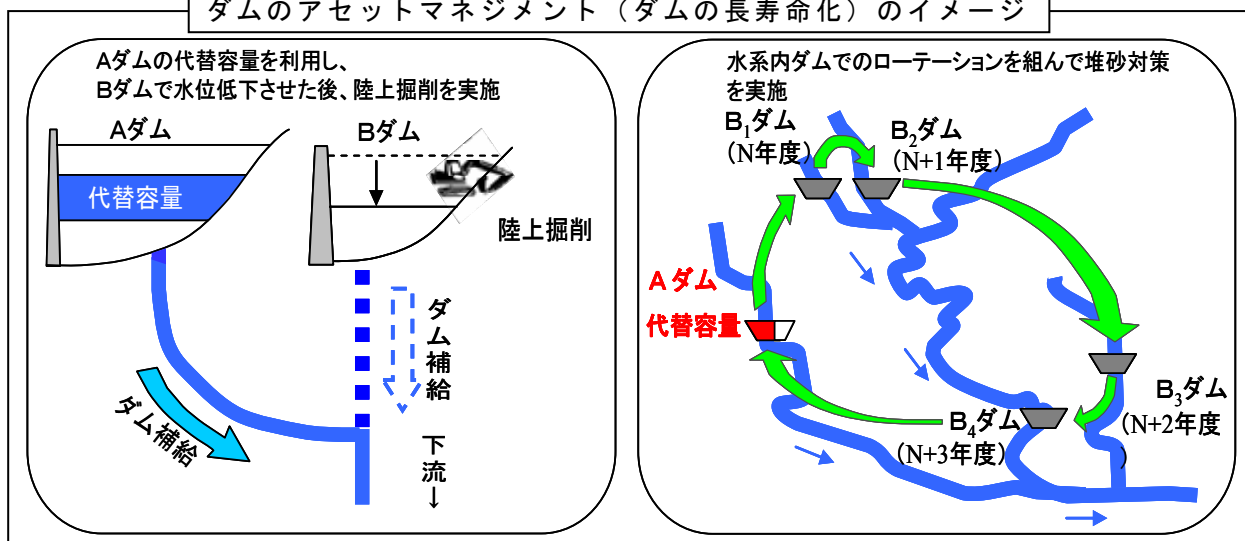 ダムのアセットマネジメント（ダムの長寿命化）のイメージ
Aダムの代替容量を利用し、
Bダムで水位低下させた後、陸上掘削を実施
Aダム
Bダム
代替容量
陸上掘削
ダム補給
ダム補給
下流→
水系内ダムでのローテーションを組んで堆砂対策
を実施
B₁ダム
（N年度）
B₂ダム
（N+1年度）
Aダム
代替容量
B₃ダム
（N+2年度
）
B₄ダム
（N+3年度）